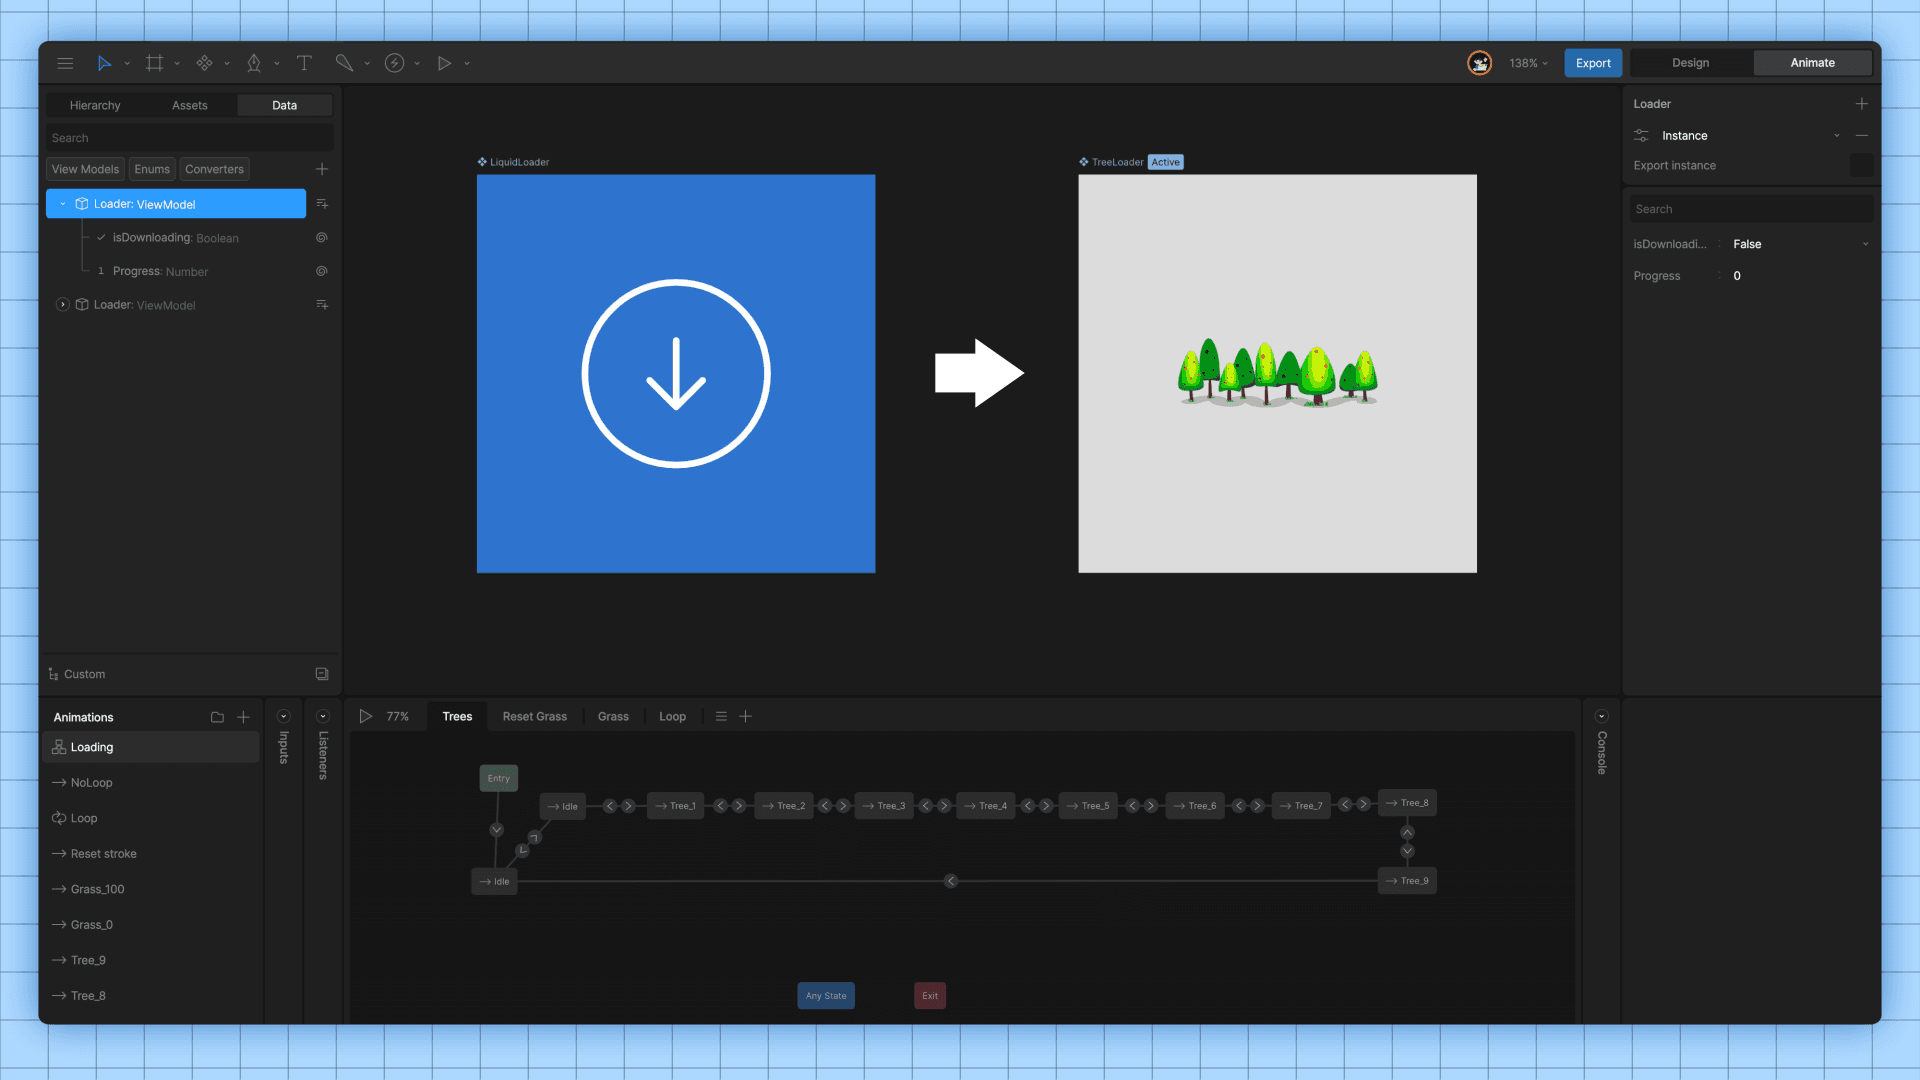 138%
Export
Design
Animate
Hierarchy
Assets
Data
Search
View Models
Enums
Converters
Loader: ViewModel
isDownloading: Boolean
1 Progress: Number
Loader: ViewModel
Custom
LiquidLoader
TreeLoader
Active
Loader
Instance
Export instance
Search
isDownloadi... : False
Progress : 0
Animations
Loading
NoLoop
Loop
Reset stroke
Grass_100
Grass_0
Tree_9
Tree_8
Inputs
Listeners
77%
Trees
Reset Grass
Grass
Loop
Entry
Idle
Tree_1
Tree_2
Tree_3
Tree_4
Tree_5
Tree_6
Tree_7
Tree_8
Idle
Tree_9
Any State
Exit
Console